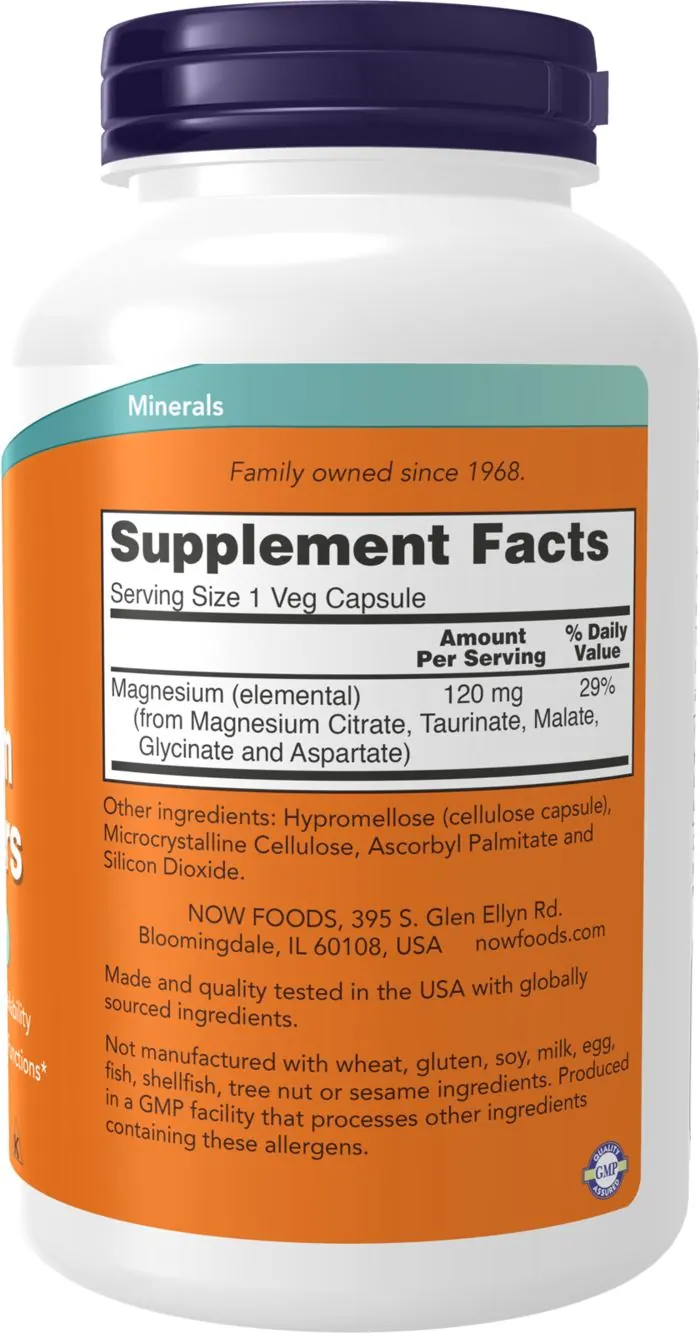 Minerals
Family owned since 1968.
Supplement Facts
Serving Size 1 Veg Capsule
Amount Per Serving
% Daily Value
Magnesium (elemental) 120 mg 29%
(from Magnesium Citrate, Taurinate, Malate,
Glycinate and Aspartate)
Other ingredients: Hypromellose (cellulose capsule),
Microcrystalline Cellulose, Ascorbyl Palmitate and
Silicon Dioxide.
NOW FOODS, 395 S. Glen Ellyn Rd.
Bloomingdale, IL 60108, USA nowfoods.com
Made and quality tested in the USA with globally
sourced ingredients.
Not manufactured with wheat, gluten, soy, milk, egg,
fish, shellfish, tree nut or sesame ingredients. Produced
in a GMP facility that processes other ingredients
containing these allergens.
QUALITY
GMP
ASSURED
K